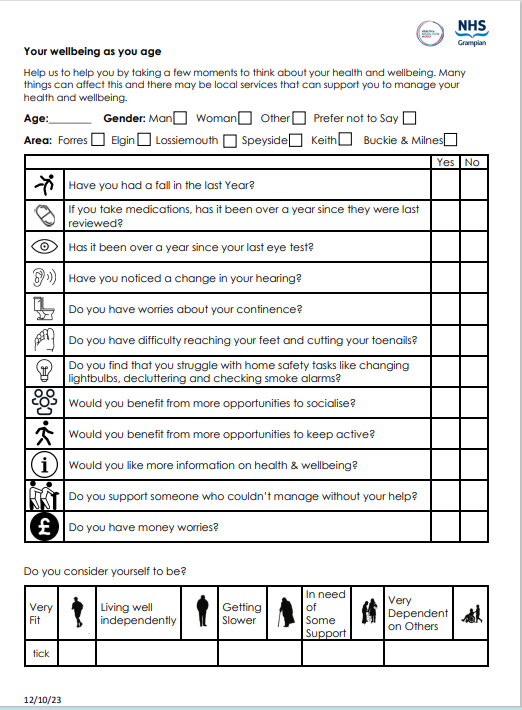 NHS
Grampian
Your wellbeing as you age
Help us to help you by taking a few moments to think about your health and wellbeing. Many
things can affect this and there may be local services that can support you to manage your
health and wellbeing.
Age:_______ Gender: Man Woman Other Prefer not to Say
Area: Forres Elgin Lossiemouth Speyside Keith Buckie & Milnes
Yes No
Have you had a fall in the last Year?
If you take medications, has it been over a year since they were last
reviewed?
Has it been over a year since your last eye test?
Have you noticed a change in your hearing?
Do you have worries about your continence?
Do you have difficulty reaching your feet and cutting your toenails?
Do you find that you struggle with home safety tasks like changing
lightbulbs, decluttering and checking smoke alarms?
Would you benefit from more opportunities to socialise?
Would you benefit from more opportunities to keep active?
i
Would you like more information on health & wellbeing?
Do you support someone who couldn't manage without your help?
£
Do you have money worries?
Do you consider yourself to be?
Very
Fit
Living well
independently
Getting
Slower
In need
of
Some
Support
Very
Dependent
on Others
tick
12/10/23